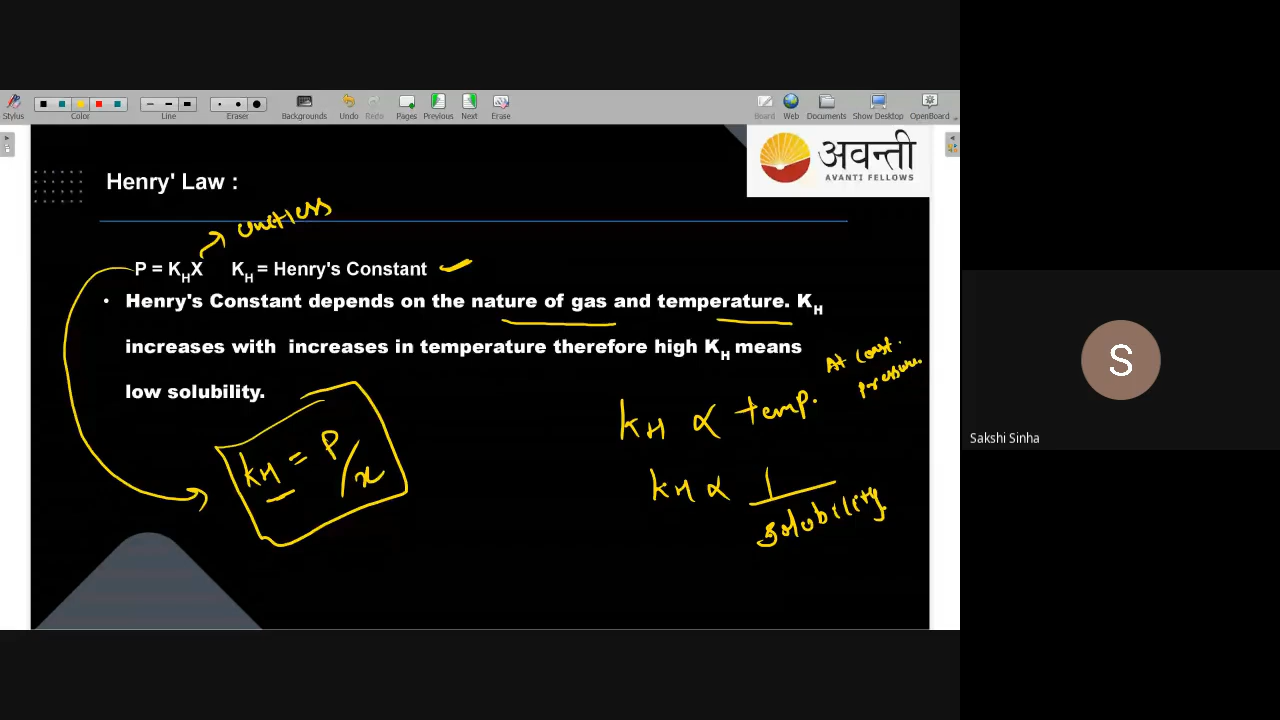 Stylus
Color
Line
Eraser
Backgrounds
Undo
Redo
Pages
Previous
Next
Erase
Board
Web
Documents
Show Desktop
OpenBoard
अवन्ती
AVANTI FELLOWS
Henry' Law :
unitless
P = KHX KH = Henry's Constant
• Henry's Constant depends on the nature of gas and temperature. KH
increases with increases in temperature therefore high KH means
low solubility.
At const.
pressure.
kH ∝ temp.
kH = P/x
kH ∝ 1
solubility
S
Sakshi Sinha